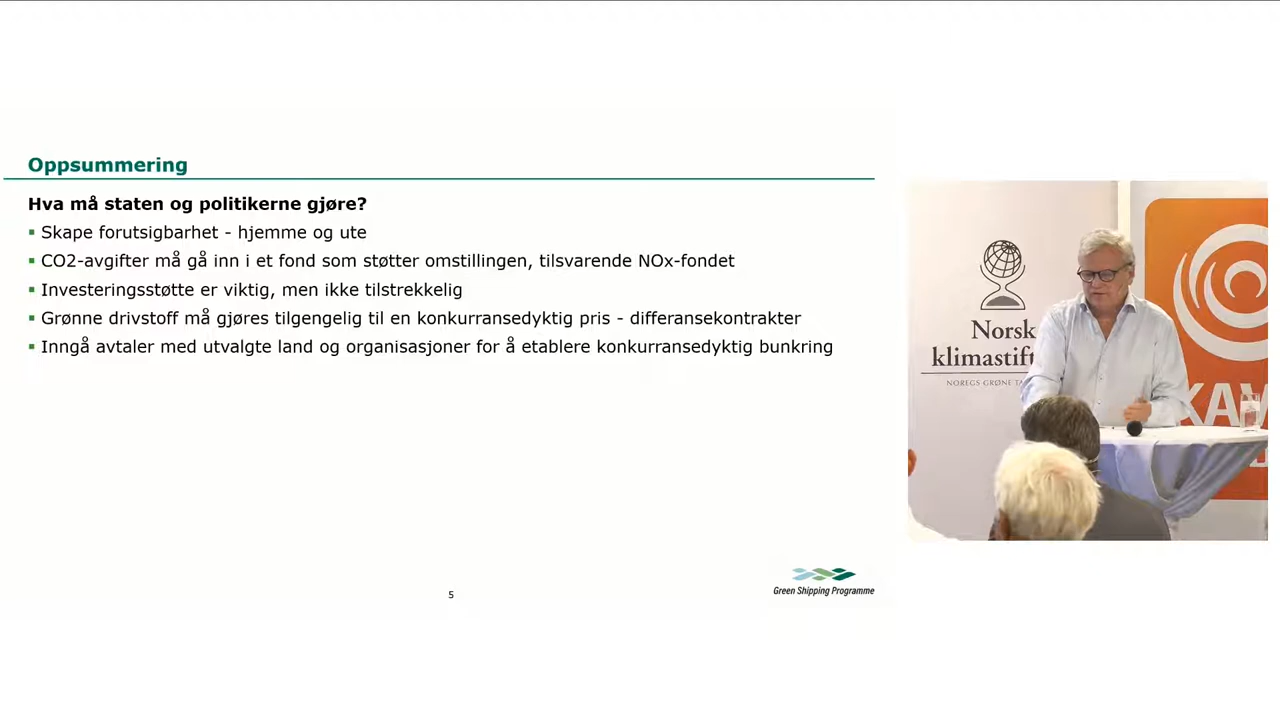 Oppsummering
Hva må staten og politikerne gjøre?
▪ Skape forutsigbarhet - hjemme og ute
▪ CO2-avgifter må gå inn i et fond som støtter omstillingen, tilsvarende NOx-fondet
▪ Investeringsstøtte er viktig, men ikke tilstrekkelig
▪ Grønne drivstoff må gjøres tilgengelig til en konkurransedyktig pris - differansekontrakter
▪ Inngå avtaler med utvalgte land og organisasjoner for å etablere konkurransedyktig bunkring
5
Green Shipping Programme
Norsk
klimastif
NOREGS GRØNE TA
KAV